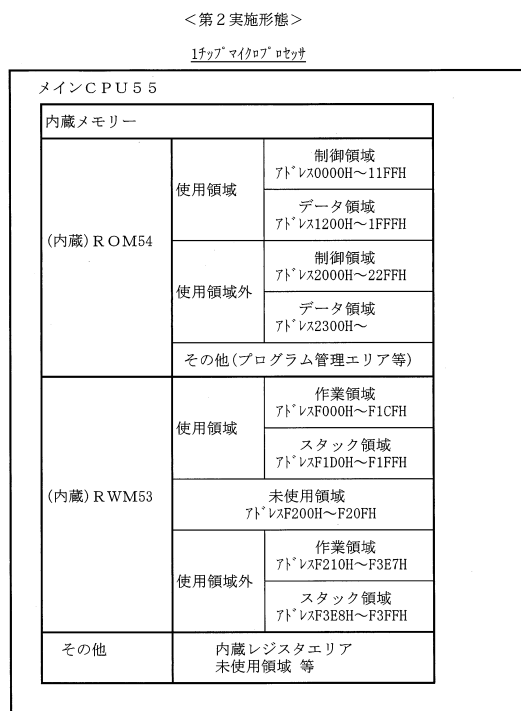 ＜第２実施形態＞
1ﾁｯﾌﾟﾏｲｸﾛﾌﾟﾛｾｯｻ
メインＣＰＵ５５
内蔵メモリー
(内蔵)ＲＯＭ54
使用領域
制御領域
ｱﾄﾞﾚｽ0000H～11FFH
データ領域
ｱﾄﾞﾚｽ1200H～1FFFH
使用領域外
制御領域
ｱﾄﾞﾚｽ2000H～22FFH
データ領域
ｱﾄﾞﾚｽ2300H～
その他(プログラム管理エリア等)
(内蔵)ＲＷＭ53
使用領域
作業領域
ｱﾄﾞﾚｽF000H～F1CFH
スタック領域
ｱﾄﾞﾚｽF1D0H～F1FFH
未使用領域
ｱﾄﾞﾚｽF200H～F20FH
使用領域外
作業領域
ｱﾄﾞﾚｽF210H～F3E7H
スタック領域
ｱﾄﾞﾚｽF3E8H～F3FFH
その他
内蔵レジスタエリア
未使用領域 等